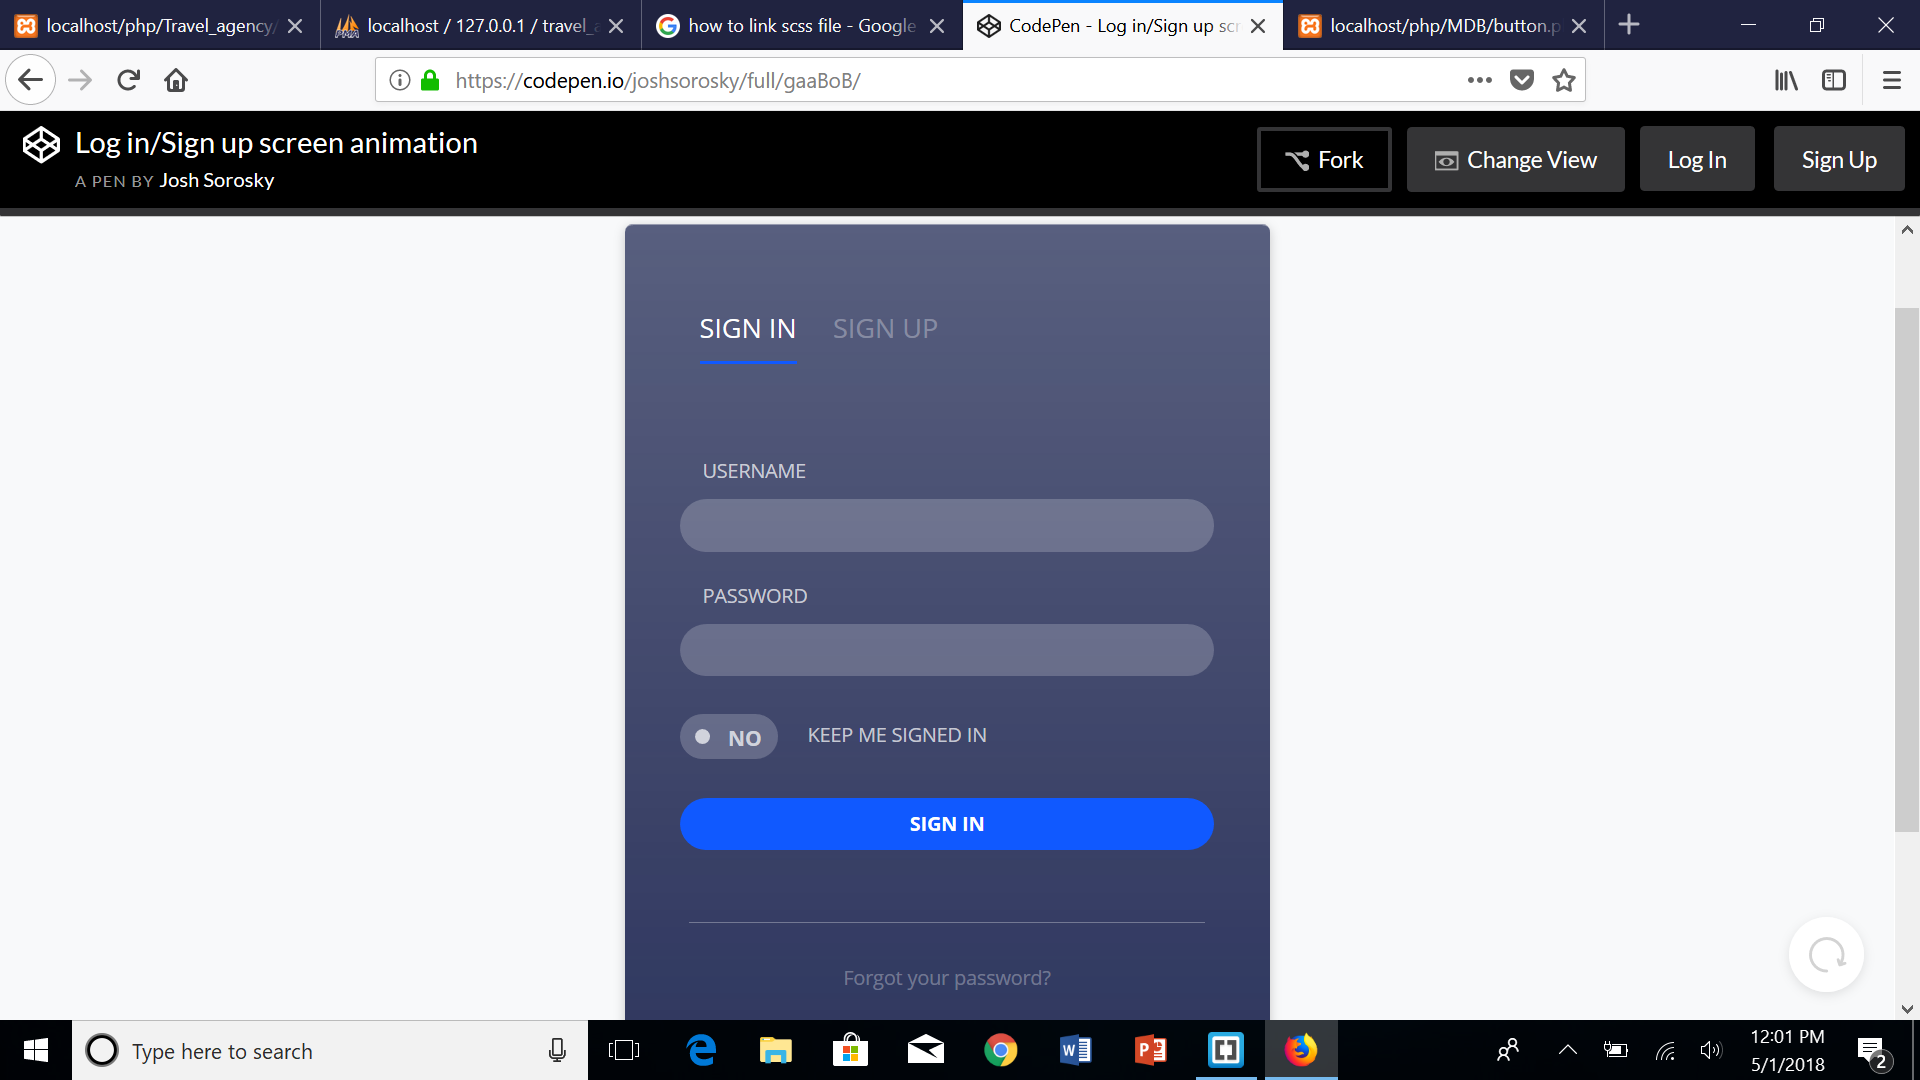 localhost/php/Travel_agency/
localhost / 127.0.0.1 / travel_a
how to link scss file - Google
CodePen - Log in/Sign up scr
localhost/php/MDB/button.p
https://codepen.io/joshsorosky/full/gaaBoB/
Log in/Sign up screen animation
A PEN BY Josh Sorosky
Fork
Change View
Log In
Sign Up
SIGN IN
SIGN UP
USERNAME
PASSWORD
NO
KEEP ME SIGNED IN
SIGN IN
Forgot your password?
Type here to search
12:01 PM
5/1/2018
2